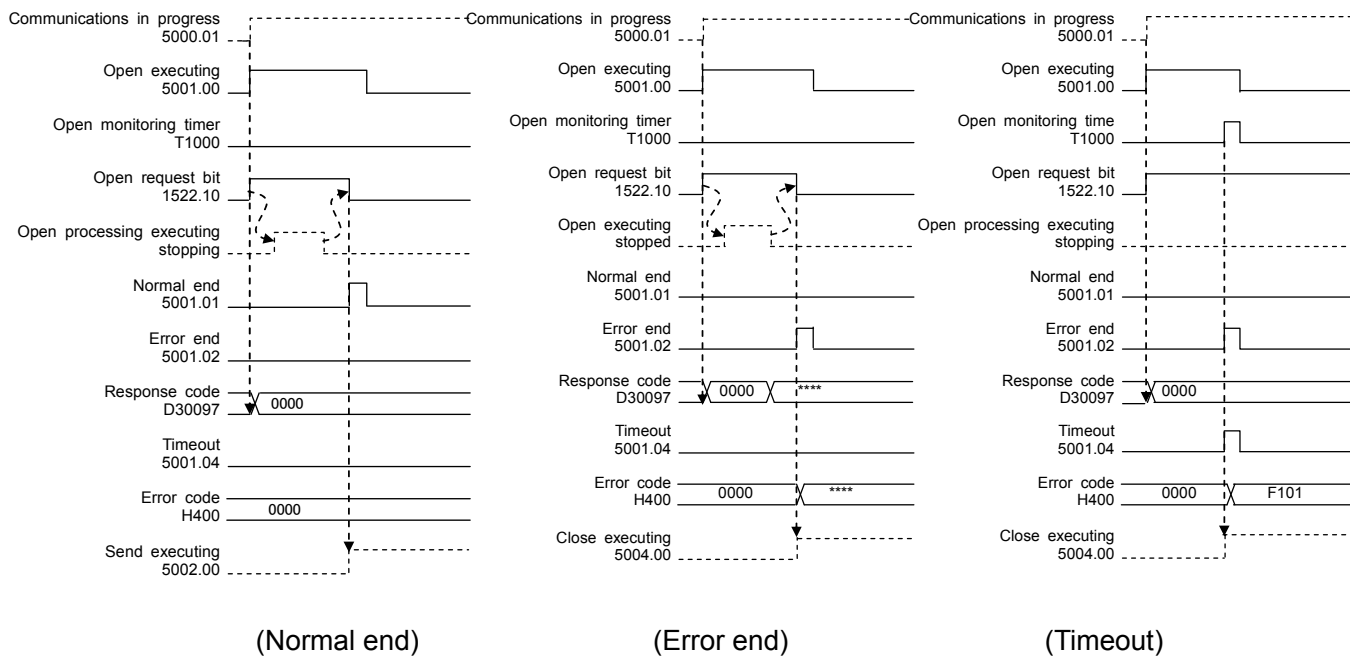 Communications in progress
5000.01
Open executing
5001.00
Open monitoring timer
T1000
Open request bit
1522.10
Open processing executing
stopping
Normal end
5001.01
Error end
5001.02
Response code
D30097
0000
Timeout
5001.04
Error code
H400
0000
Send executing
5002.00
(Normal end)
Communications in progress
5000.01
Open executing
5001.00
Open monitoring timer
T1000
Open request bit
1522.10
Open executing
stopped
Normal end
5001.01
Error end
5001.02
Response code
D30097
0000
****
Timeout
5001.04
Error code
H400
0000
****
Close executing
5004.00
(Error end)
Communications in progress
5000.01
Open executing
5001.00
Open monitoring time
T1000
Open request bit
1522.10
Open processing executing
stopping
Normal end
5001.01
Error end
5001.02
Response code
D30097
0000
Timeout
5001.04
Error code
H400
0000
F101
Close executing
5004.00
(Timeout)